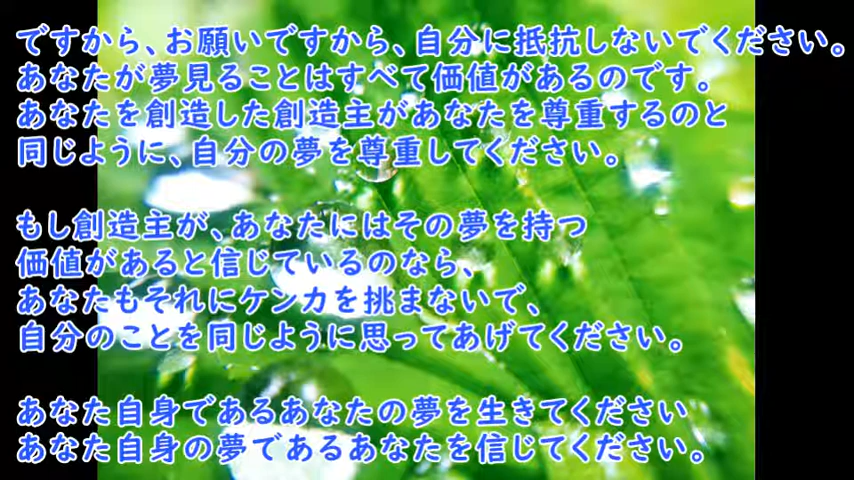 ですから、お願いですから、自分に抵抗しないでください。
あなたが夢見ることはすべて価値があるのです。
あなたを創造した創造主があなたを尊重するのと
同じように、自分の夢を尊重してください。
もし創造主が、あなたにはその夢を持つ
価値があると信じているのなら、
あなたもそれにケンカを挑まないで、
自分のことを同じように思ってあげてください。
あなた自身であるあなたの夢を生きてください
あなた自身の夢であるあなたを信じてください。